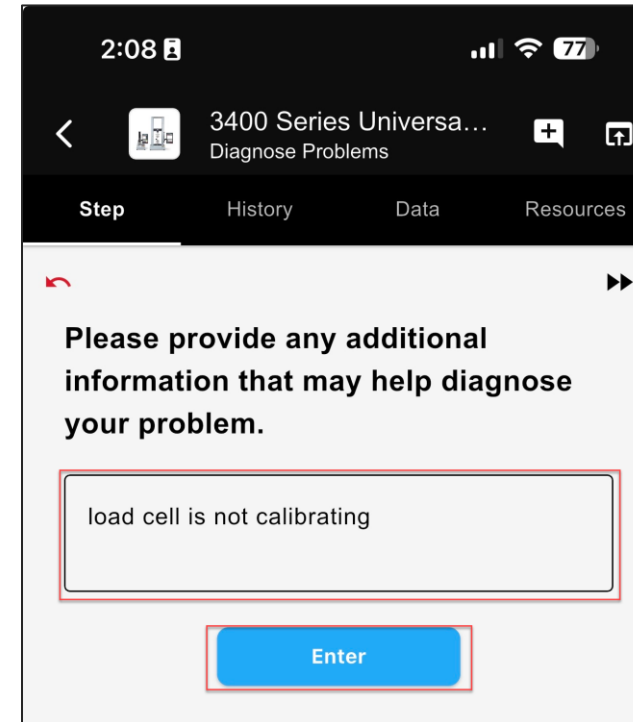 2:08
77
3400 Series Universa...
Diagnose Problems
Step
History
Data
Resources
Please provide any additional
information that may help diagnose
your problem.
load cell is not calibrating
Enter